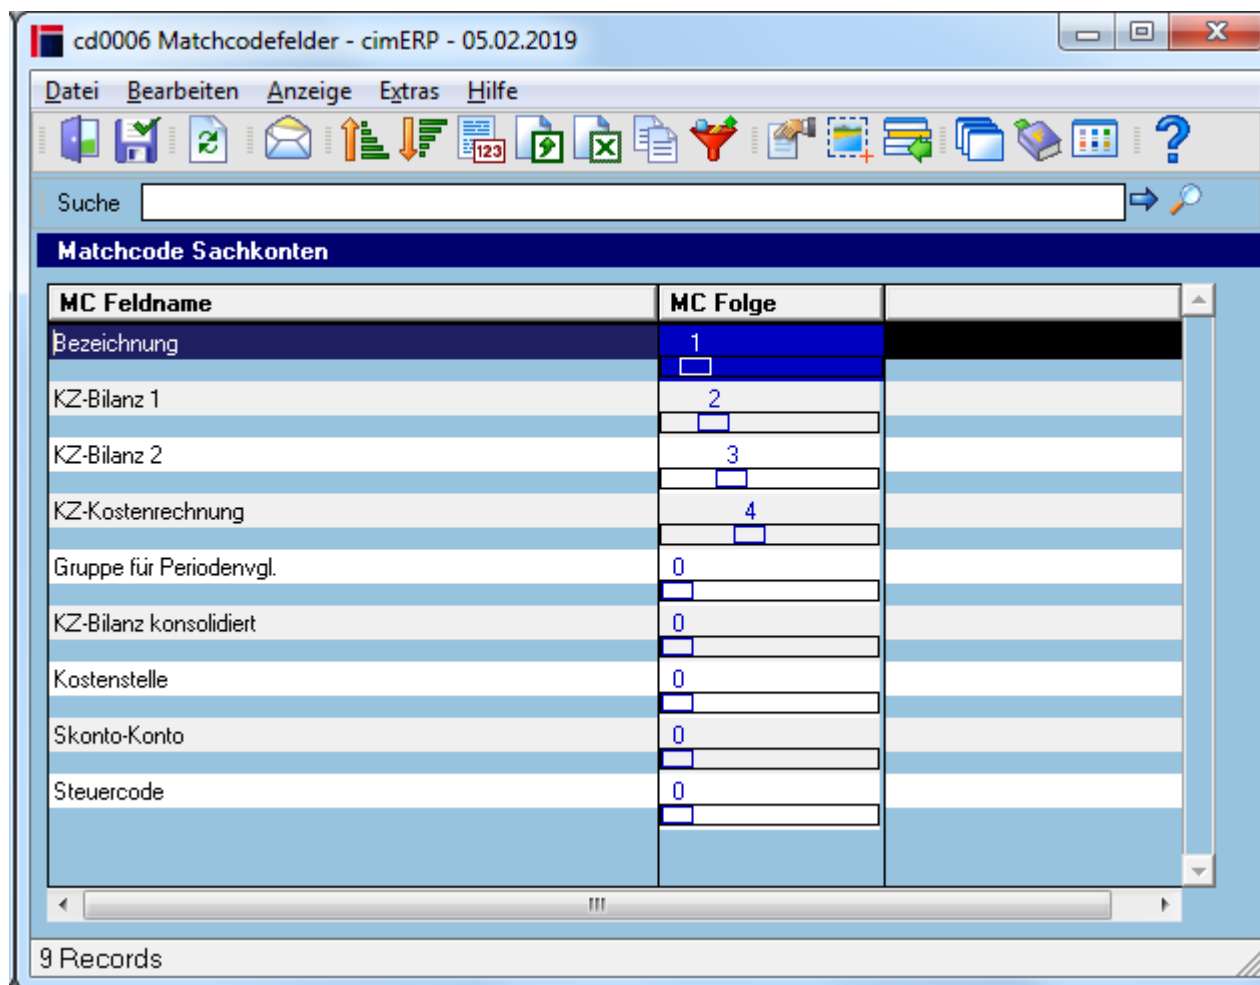 cd0006 Matchcodefelder - cimERP - 05.02.2019
Datei Bearbeiten Anzeige Extras Hilfe
123
Suche
Matchcode Sachkonten
MC Feldname MC Folge
Bezeichnung 1
KZ-Bilanz 1 2
KZ-Bilanz 2 3
KZ-Kostenrechnung 4
Gruppe für Periodenvgl. 0
KZ-Bilanz konsolidiert 0
Kostenstelle 0
Skonto-Konto 0
Steuercode 0
9 Records